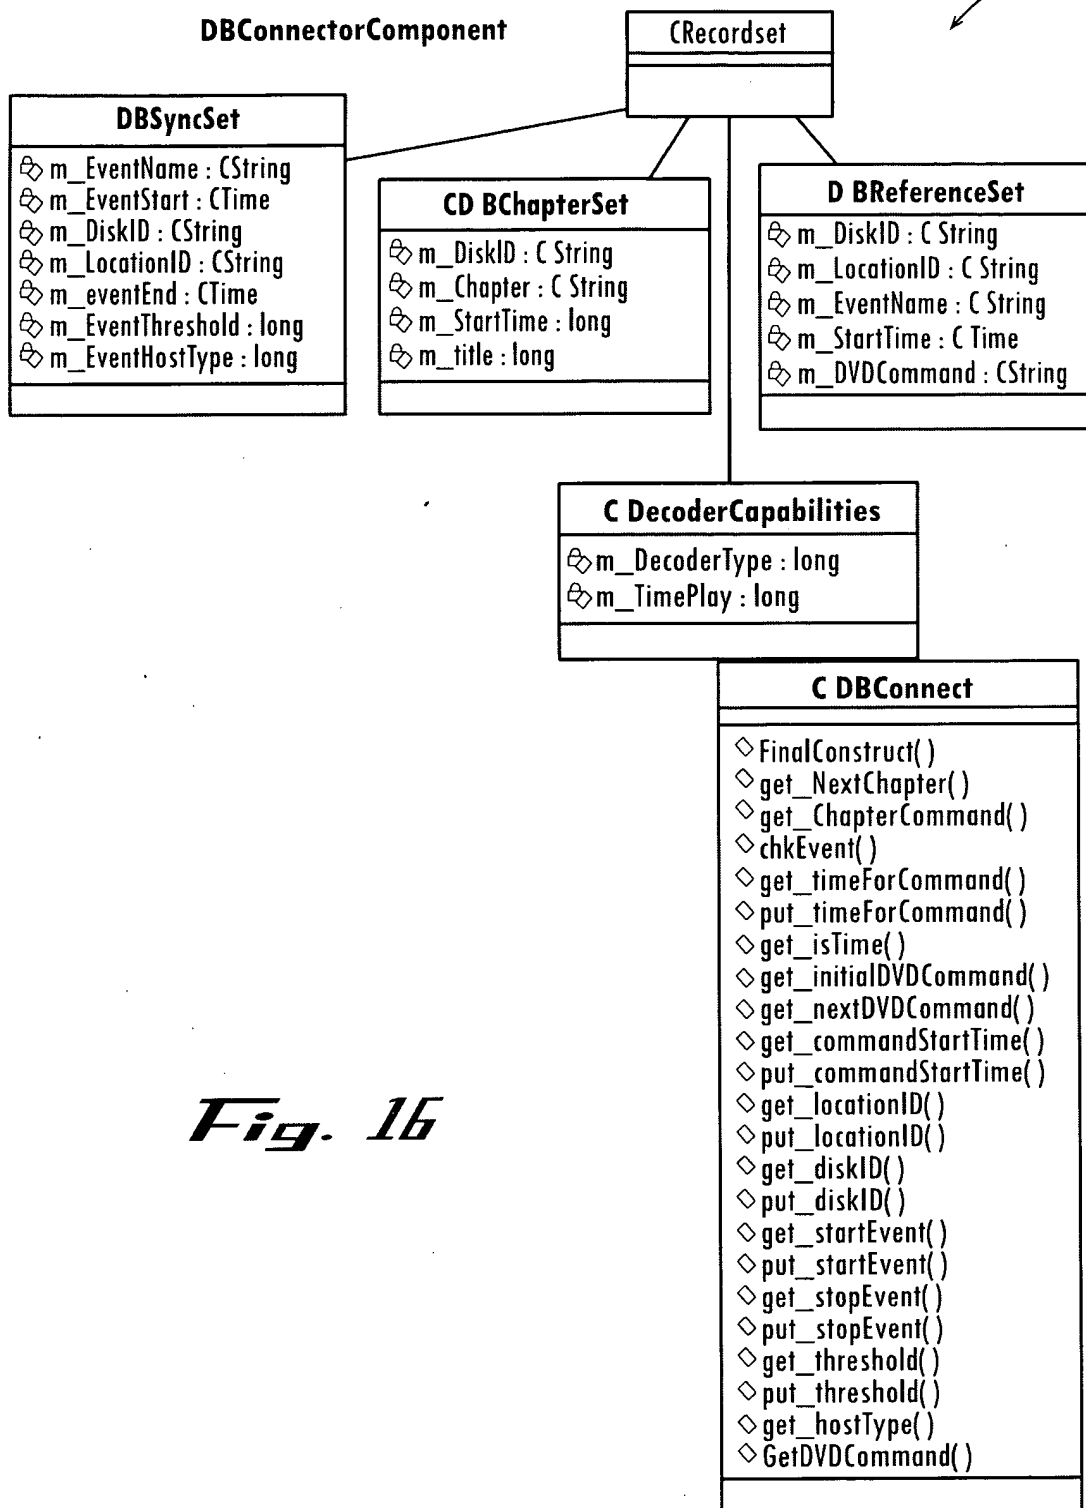 DBConnectorComponent
CRecordset
DBSyncSet
m_EventName : CString
m_EventStart : CTime
m_DiskID : CString
m_LocationID : CString
m_eventEnd : CTime
m_EventThreshold : long
m_EventHostType : long
CD BChapterSet
m_DiskID : C String
m_Chapter : C String
m_StartTime : long
m_title : long
D BReferenceSet
m_DiskID : C String
m_LocationID : C String
m_EventName : C String
m_StartTime : C Time
m_DVDCommand : CString
C DecoderCapabilities
m_DecoderType : long
m_TimePlay : long
C DBConnect
FinalConstruct( )
get_NextChapter( )
get_ChapterCommand( )
chkEvent( )
get_timeForCommand( )
put_timeForCommand( )
get_isTime( )
get_initialDVDCommand( )
get_nextDVDCommand( )
get_commandStartTime( )
put_commandStartTime( )
get_locationID( )
put_locationID( )
get_diskID( )
put_diskID( )
get_startEvent( )
put_startEvent( )
get_stopEvent( )
put_stopEvent( )
get_threshold( )
put_threshold( )
get_hostType( )
GetDVDCommand( )
Fig. 16